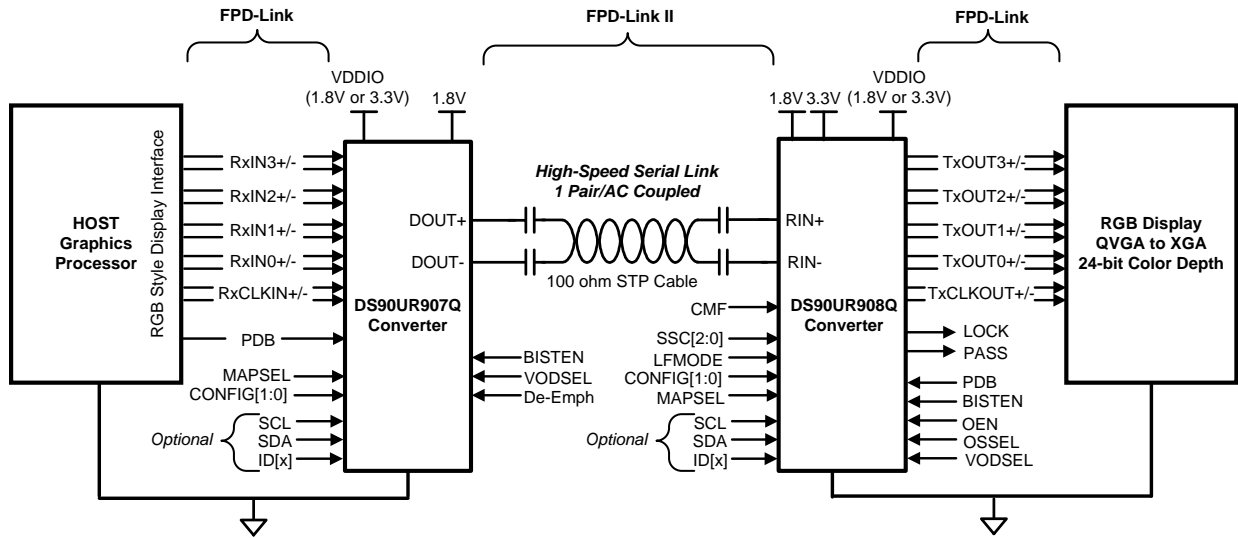 FPD-Link
FPD-Link II
FPD-Link
VDDIO
(1.8V or 3.3V)
1.8V
1.8V
3.3V
VDDIO
(1.8V or 3.3V)
HOST
Graphics
Processor
RGB Style Display Interface
RxIN3+/-
RxIN2+/-
RxIN1+/-
RxIN0+/-
RxCLKIN+/-
PDB
MAPSEL
CONFIG[1:0]
Optional
SCL
SDA
ID[x]
DOUT+
DOUT-
DS90UR907Q
Converter
BISTEN
VODSEL
De-Emph
High-Speed Serial Link
1 Pair/AC Coupled
100 ohm STP Cable
CMF
SSC[2:0]
LFMODE
CONFIG[1:0]
MAPSEL
Optional
SCL
SDA
ID[x]
RIN+
RIN-
DS90UR908Q
Converter
TxOUT3+/-
TxOUT2+/-
TxOUT1+/-
TxOUT0+/-
TxCLKOUT+/-
LOCK
PASS
PDB
BISTEN
OEN
OSSEL
VODSEL
RGB Display
QVGA to XGA
24-bit Color Depth